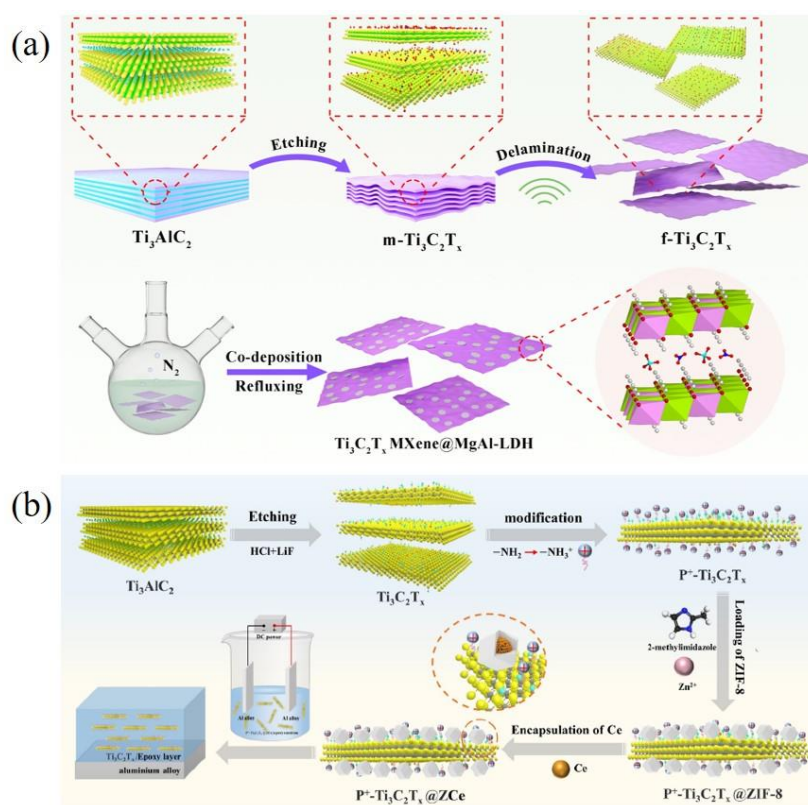 (a)
Etching
Delamination
Ti₃AlC₂
m-Ti₃C₂Tₓ
f-Ti₃C₂Tₓ
N₂
Co-deposition
Refluxing
Ti₃C₂Tₓ MXene@MgAl-LDH
(b)
Etching
HCl+LiF
modification
−NH₂ → −NH₃⁺
Ti₃AlC₂
Ti₃C₂Tₓ
P⁺-Ti₃C₂Tₓ
Loading of ZIF-8
2-methylimidazole
Zn²⁺
DC power
Al alloy
Al alloy
Ti₃C₂Tₓ/Epoxy layer
aluminium alloy
Encapsulation of Ce
Ce
P⁺-Ti₃C₂Tₓ@ZCe
P⁺-Ti₃C₂Tₓ@ZIF-8